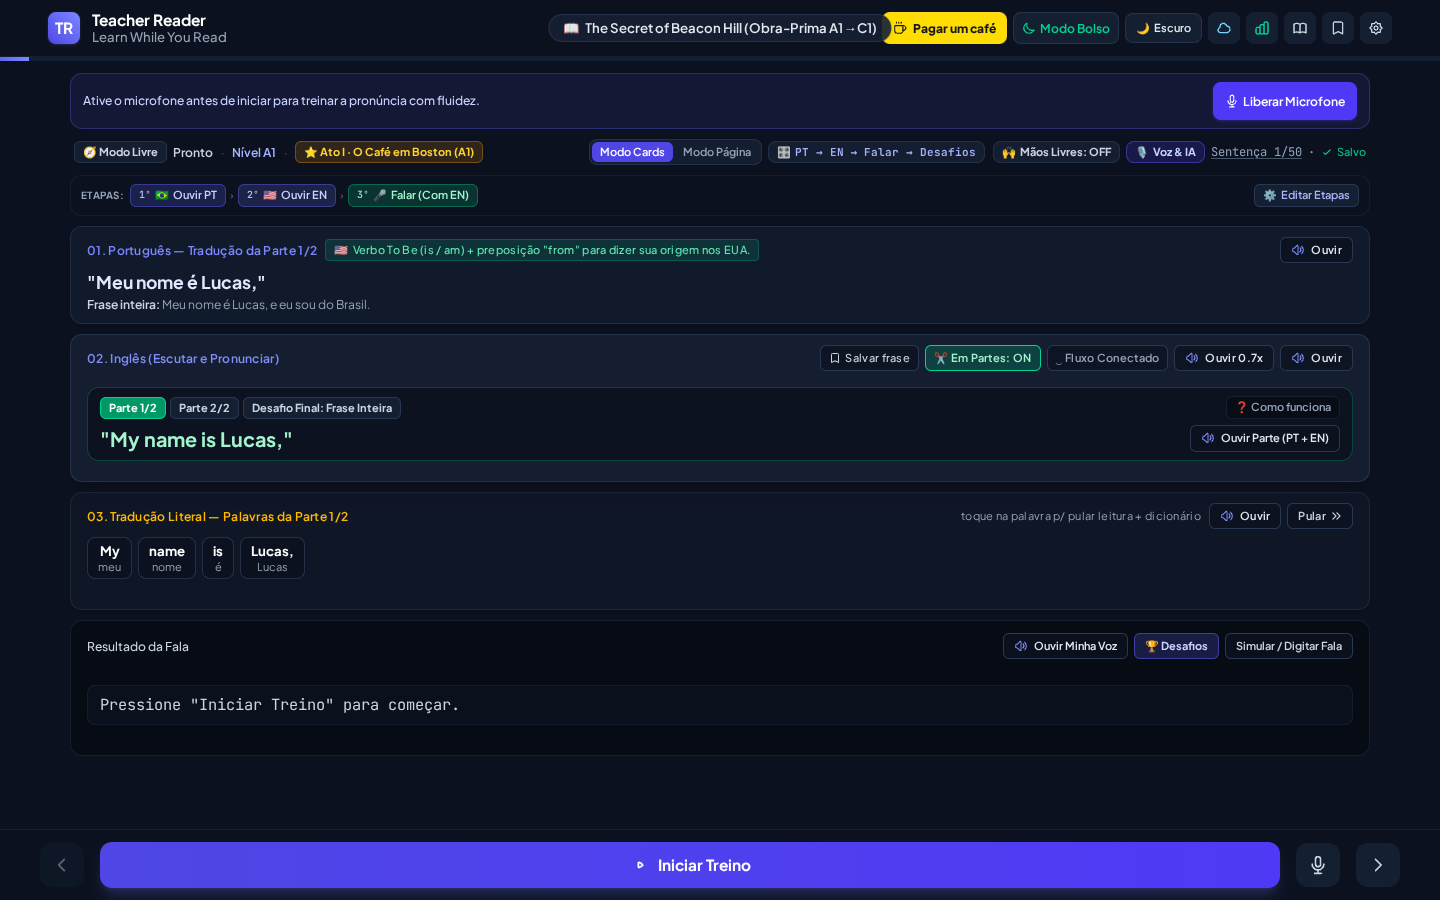 TR
Teacher Reader
Learn While You Read
📖 The Secret of Beacon Hill (Obra-Prima A1→C1)
Pagar um café
Modo Bolso
🌙 Escuro
Ative o microfone antes de iniciar para treinar a pronúncia com fluidez.
Liberar Microfone
🧭 Modo Livre Pronto · Nível A1 · ⭐ Ato I · O Café em Boston (A1)
Modo Cards Modo Página
🎛️ PT → EN → Falar → Desafios
🙌 Mãos Livres: OFF
🎙️ Voz & IA
Sentença 1/50 · ✓ Salvo
ETAPAS: 1° 🇧🇷 Ouvir PT › 2° 🇺🇸 Ouvir EN › 3° 🎤 Falar (Com EN)
⚙️ Editar Etapas
01. Português — Tradução da Parte 1/2
🇺🇸 Verbo To Be (is / am) + preposição "from" para dizer sua origem nos EUA.
Ouvir
"Meu nome é Lucas,"
Frase inteira: Meu nome é Lucas, e eu sou do Brasil.
02. Inglês (Escutar e Pronunciar)
Salvar frase
✂️ Em Partes: ON
Fluxo Conectado
Ouvir 0.7x
Ouvir
Parte 1/2 Parte 2/2 Desafio Final: Frase Inteira
❓ Como funciona
"My name is Lucas,"
Ouvir Parte (PT + EN)
03. Tradução Literal — Palavras da Parte 1/2
toque na palavra p/ pular leitura + dicionário
Ouvir
Pular
My name is Lucas,
meu nome é Lucas
Resultado da Fala
Ouvir Minha Voz
🏆 Desafios
Simular / Digitar Fala
Pressione "Iniciar Treino" para começar.
Iniciar Treino